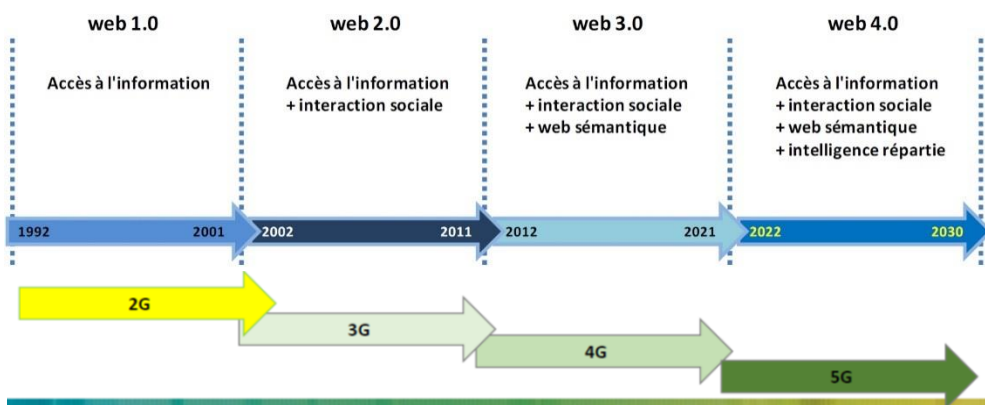 web 1.0
web 2.0
web 3.0
web 4.0
Accès à l'information
Accès à l'information
+ interaction sociale
Accès à l'information
+ interaction sociale
+ web sémantique
Accès à l'information
+ interaction sociale
+ web sémantique
+ intelligence répartie
1992
2001
2002
2011
2012
2021
2022
2030
2G
3G
4G
5G